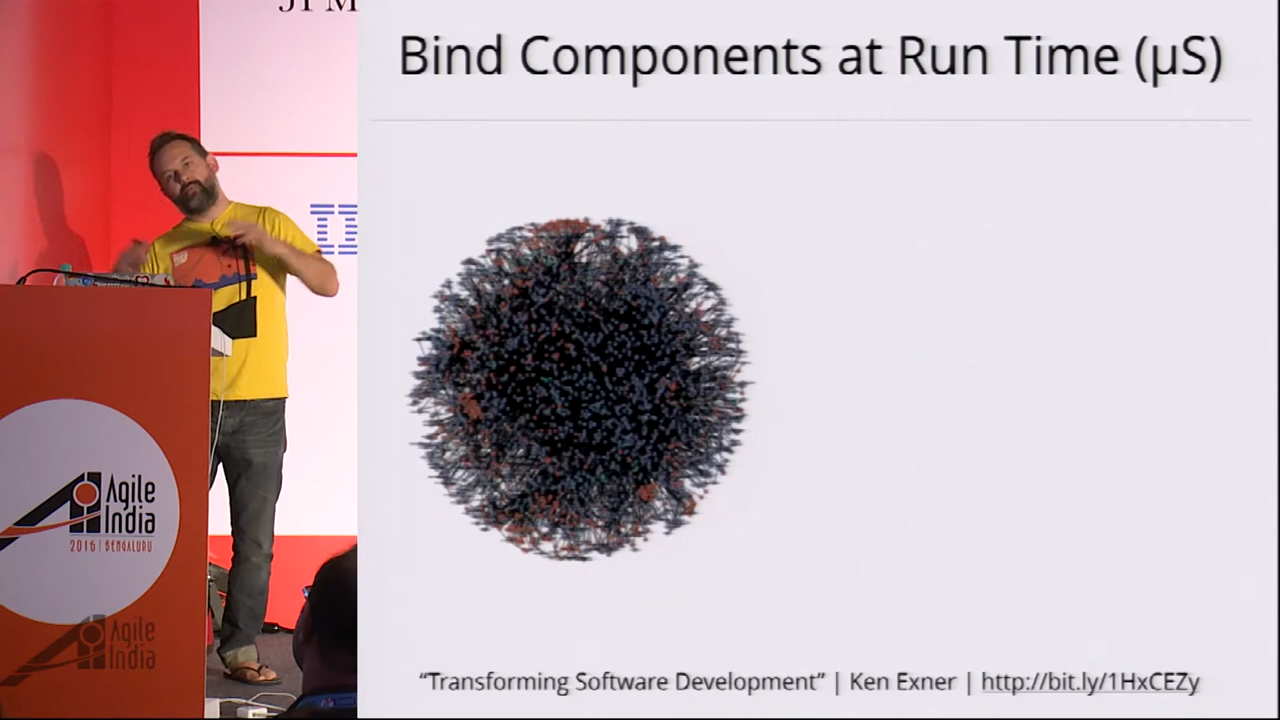 Bind Components at Run Time (µS)
Agile
India
2016 | BENGALURU
Agile
India
“Transforming Software Development” | Ken Exner | http://bit.ly/1HxCEZy